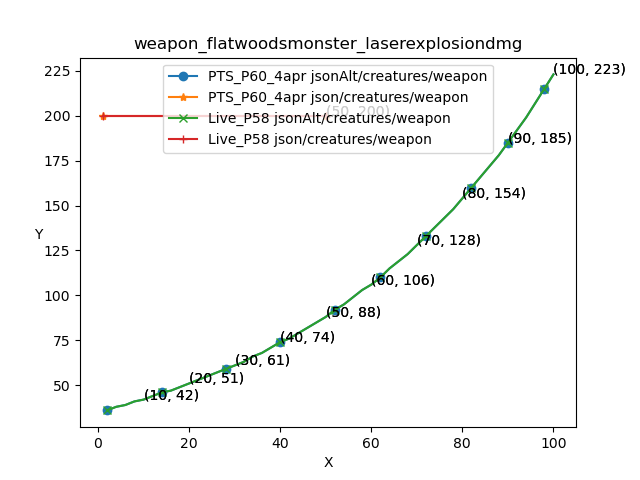 weapon_flatwoodsmonster_laserexplosiondmg
PTS_P60_4apr jsonAlt/creatures/weapon
PTS_P60_4apr json/creatures/weapon
Live_P58 jsonAlt/creatures/weapon
Live_P58 json/creatures/weapon
(50, 200)
(100, 223)
(90, 185)
(80, 154)
(70, 128)
(60, 106)
(50, 88)
(40, 74)
(30, 61)
(20, 51)
(10, 42)
225
200
175
150
125
100
75
50
Y
0 20 40 60 80 100
X